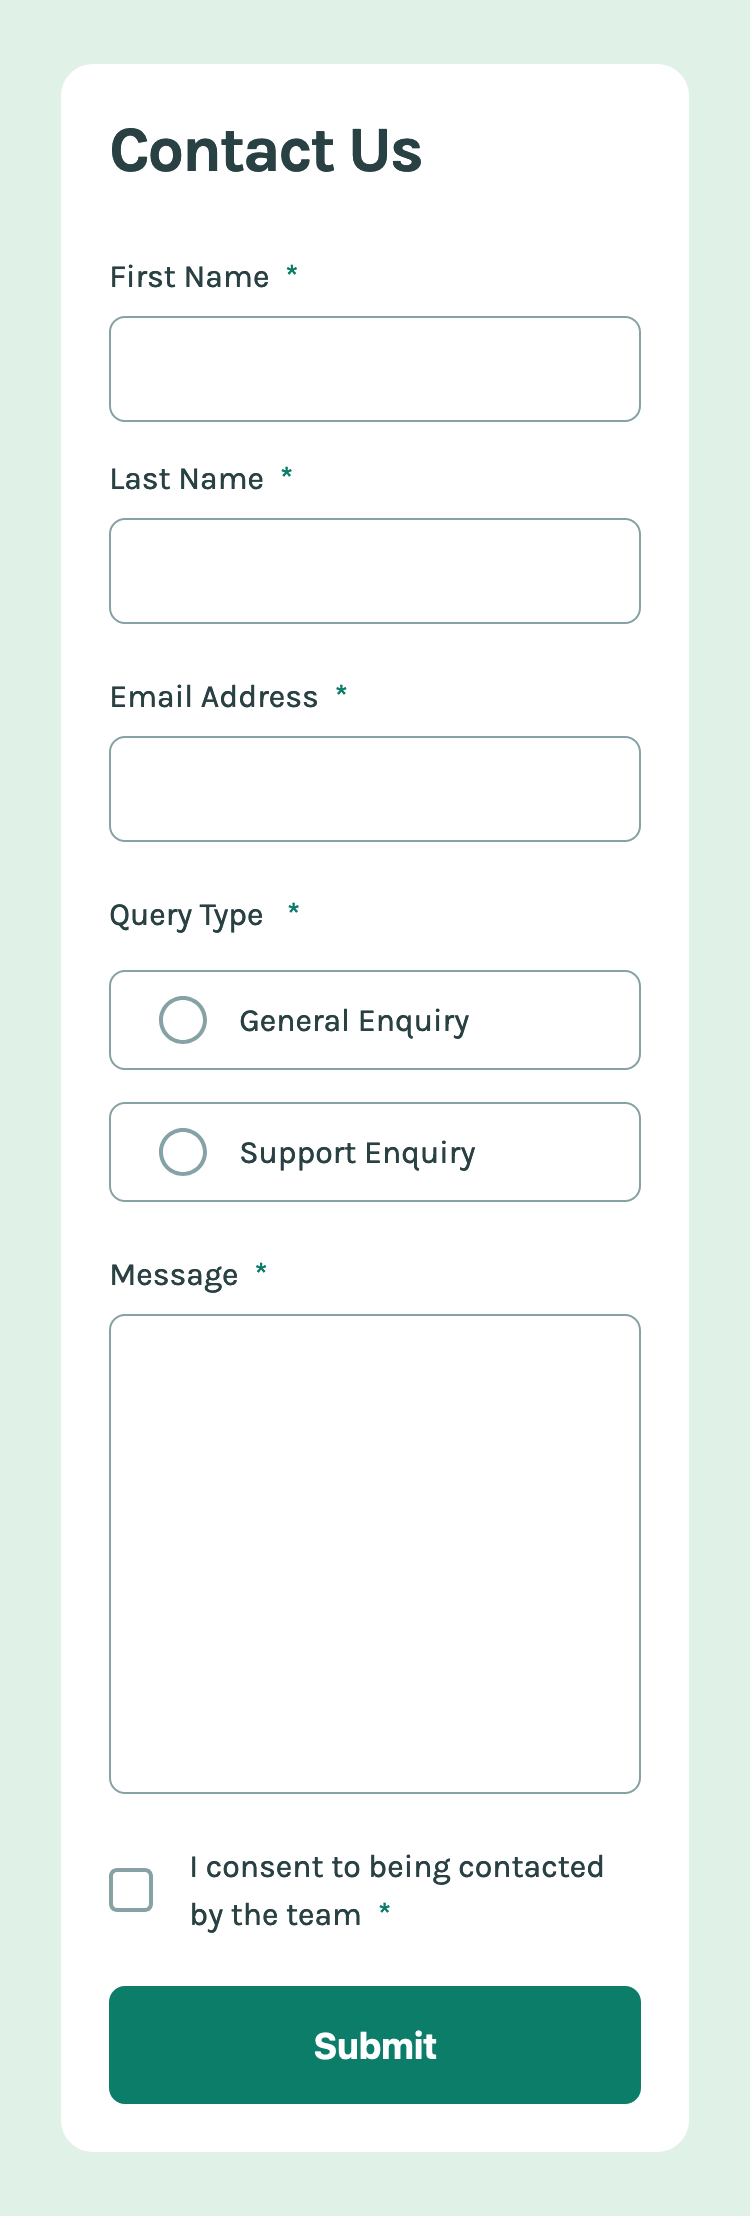 Contact Us
First Name *
Last Name *
Email Address *
Query Type *
General Enquiry
Support Enquiry
Message *
I consent to being contacted
by the team *
Submit